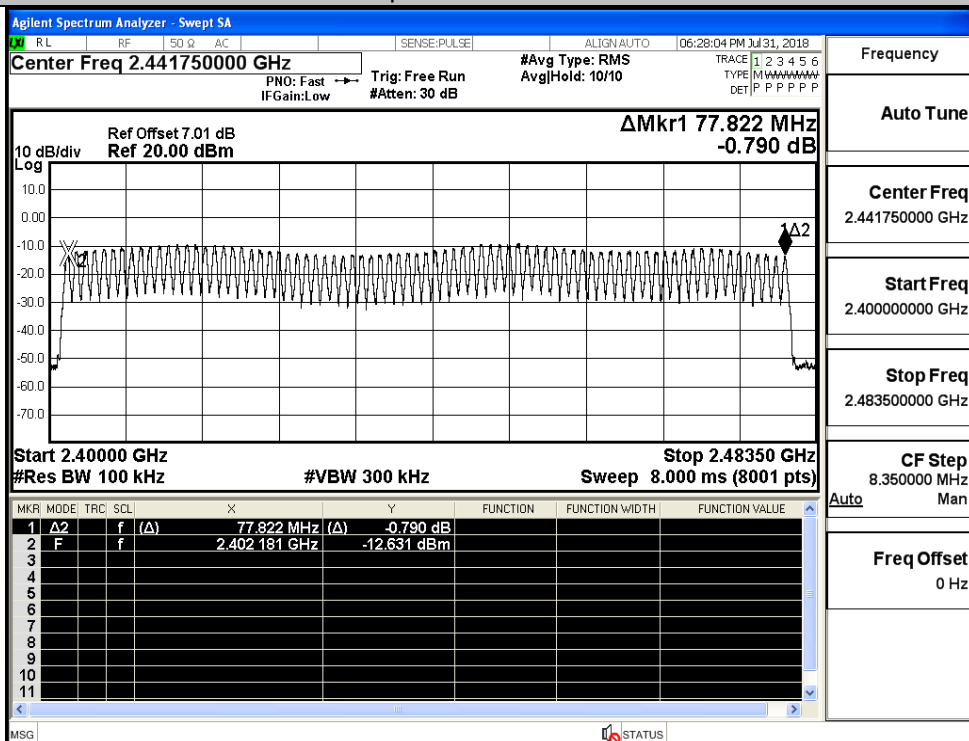 Agilent Spectrum Analyzer - Swept SA
LXI RL RF 50 Ω AC SENSE:PULSE ALIGN AUTO 06:28:04 PM Jul 31, 2018
Center Freq 2.441750000 GHz
PNO: Fast
IFGain:Low
Trig: Free Run
#Atten: 30 dB
#Avg Type: RMS
Avg|Hold: 10/10
TRACE 1 2 3 4 5 6
TYPE M WWWWW
DET P P P P P P
ΔMkr1 77.822 MHz
-0.790 dB
Ref Offset 7.01 dB
10 dB/div Ref 20.00 dBm
Log
10.0
0.00
-10.0
-20.0
-30.0
-40.0
-50.0
-60.0
-70.0
2
1Δ2
Start 2.40000 GHz Stop 2.48350 GHz
#Res BW 100 kHz #VBW 300 kHz Sweep 8.000 ms (8001 pts)
MKR MODE TRC SCL X Y FUNCTION FUNCTION WIDTH FUNCTION VALUE
1 Δ2 f (Δ) 77.822 MHz (Δ) -0.790 dB
2 F f 2.402 181 GHz -12.631 dBm
3
4
5
6
7
8
9
10
11
MSG STATUS
Frequency
Auto Tune
Center Freq
2.441750000 GHz
Start Freq
2.400000000 GHz
Stop Freq
2.483500000 GHz
CF Step
8.350000 MHz
Auto Man
Freq Offset
0 Hz